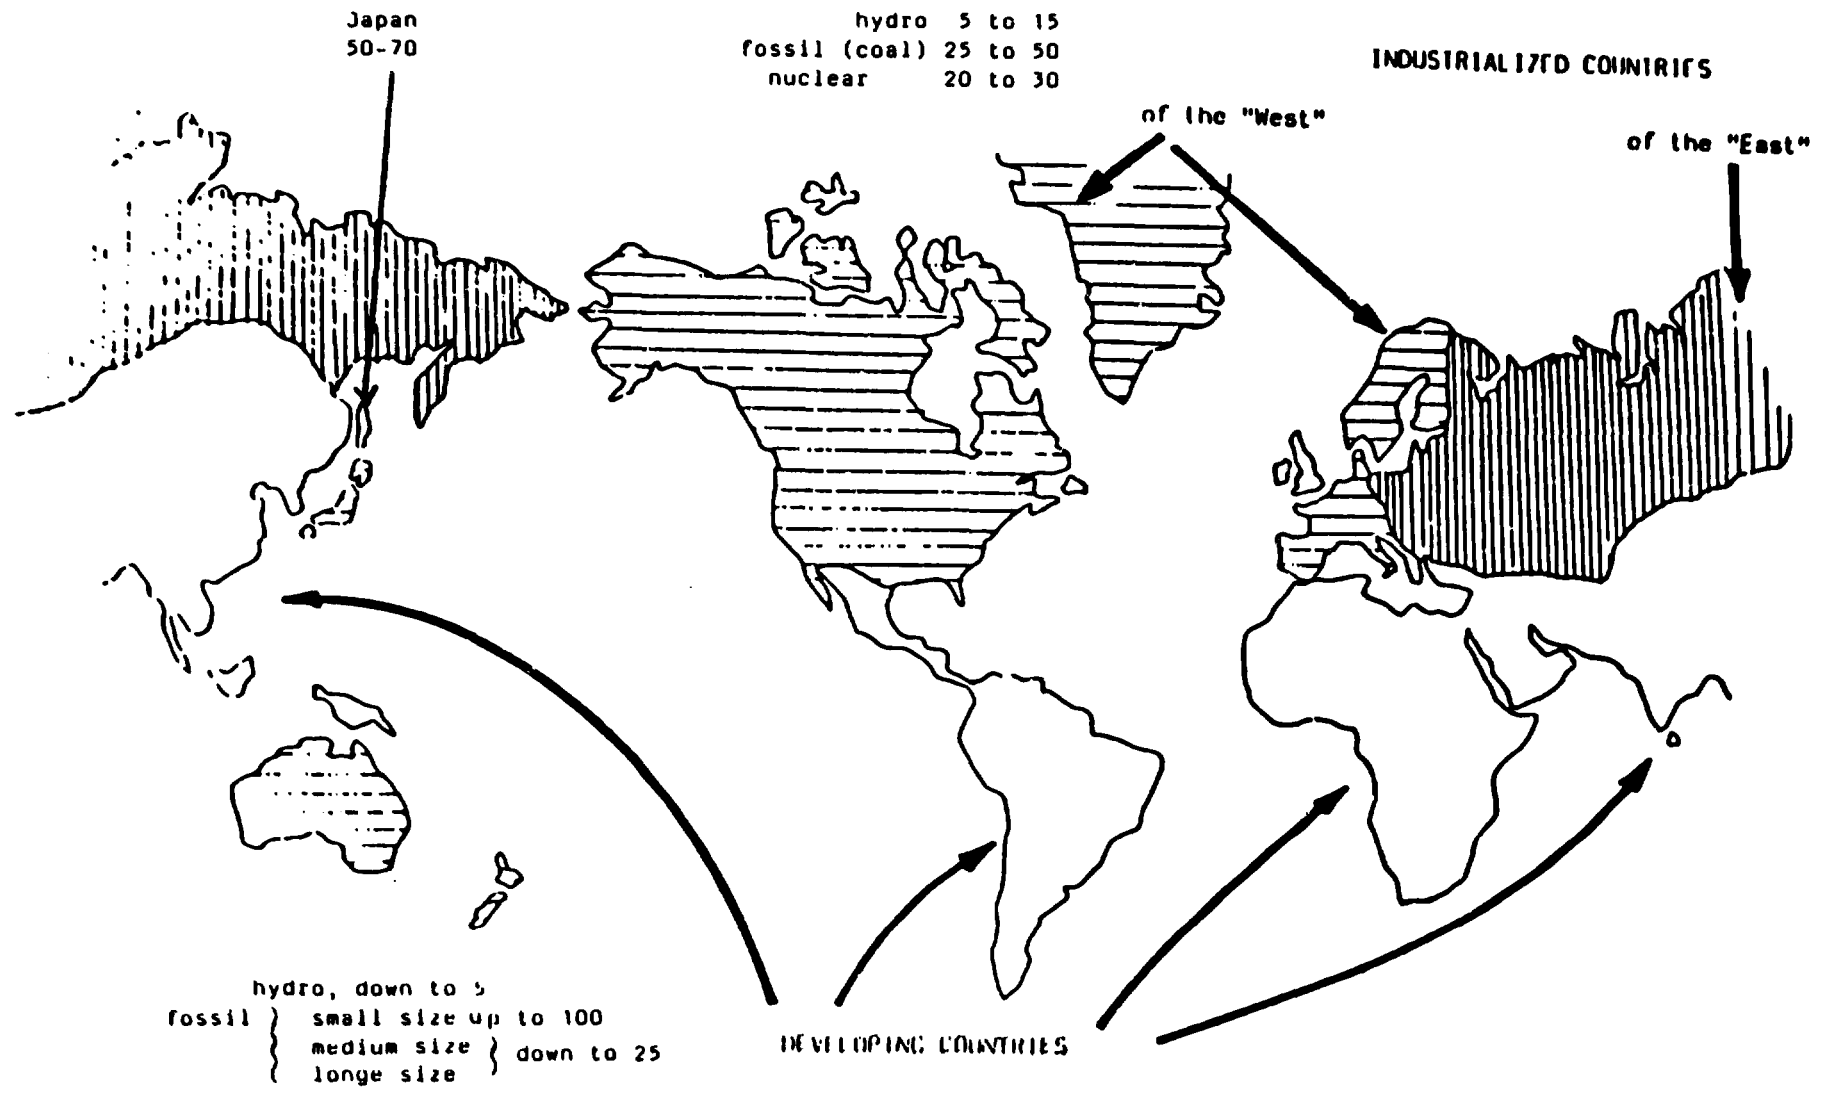 Japan
50-70
hydro 5 to 15
fossil (coal) 25 to 50
nuclear 20 to 30
INDUSTRIALIZED COUNTRIES
of the "West"
of the "East"
hydro, down to 5
fossil } small size up to 100
medium size } down to 25
longe size
DEVELOPING COUNTRIES